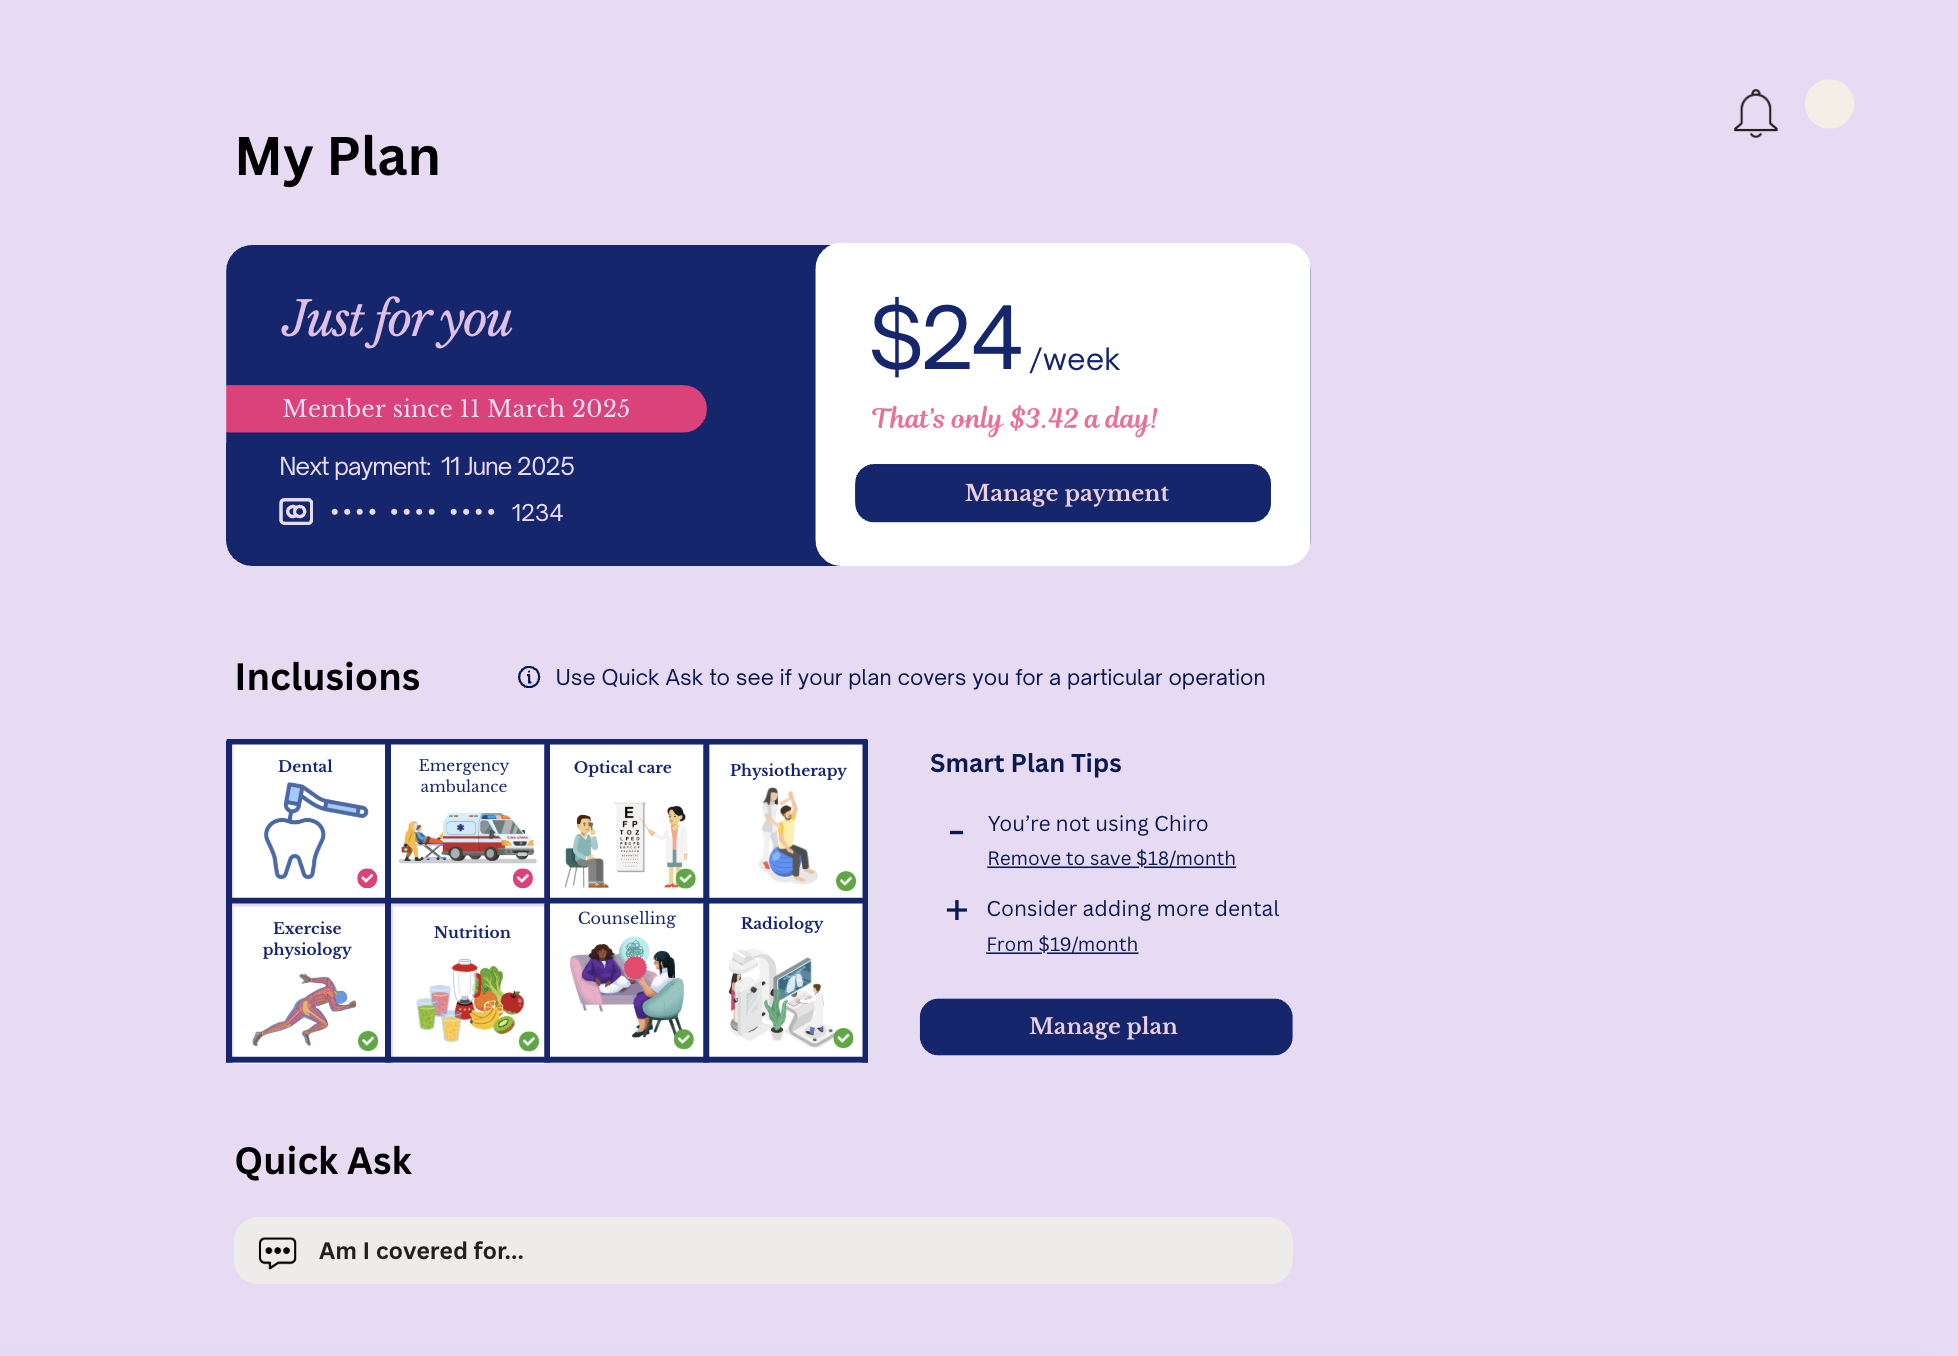 My Plan
Just for you
Member since 11 March 2025
Next payment: 11 June 2025
•••• •••• •••• 1234
$24 /week
That's only $3.42 a day!
Manage payment
Inclusions
Use Quick Ask to see if your plan covers you for a particular operation
Dental
Emergency
ambulance
Optical care
E
F P
T O Z
L P E D
Physiotherapy
Exercise
physiology
Nutrition
Counselling
Radiology
Smart Plan Tips
- You're not using Chiro
Remove to save $18/month
+ Consider adding more dental
From $19/month
Manage plan
Quick Ask
Am I covered for...